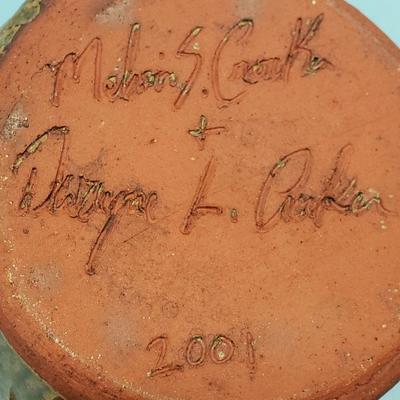 Melvin S. Crocker
+
Dwayne L. Crocker
2001